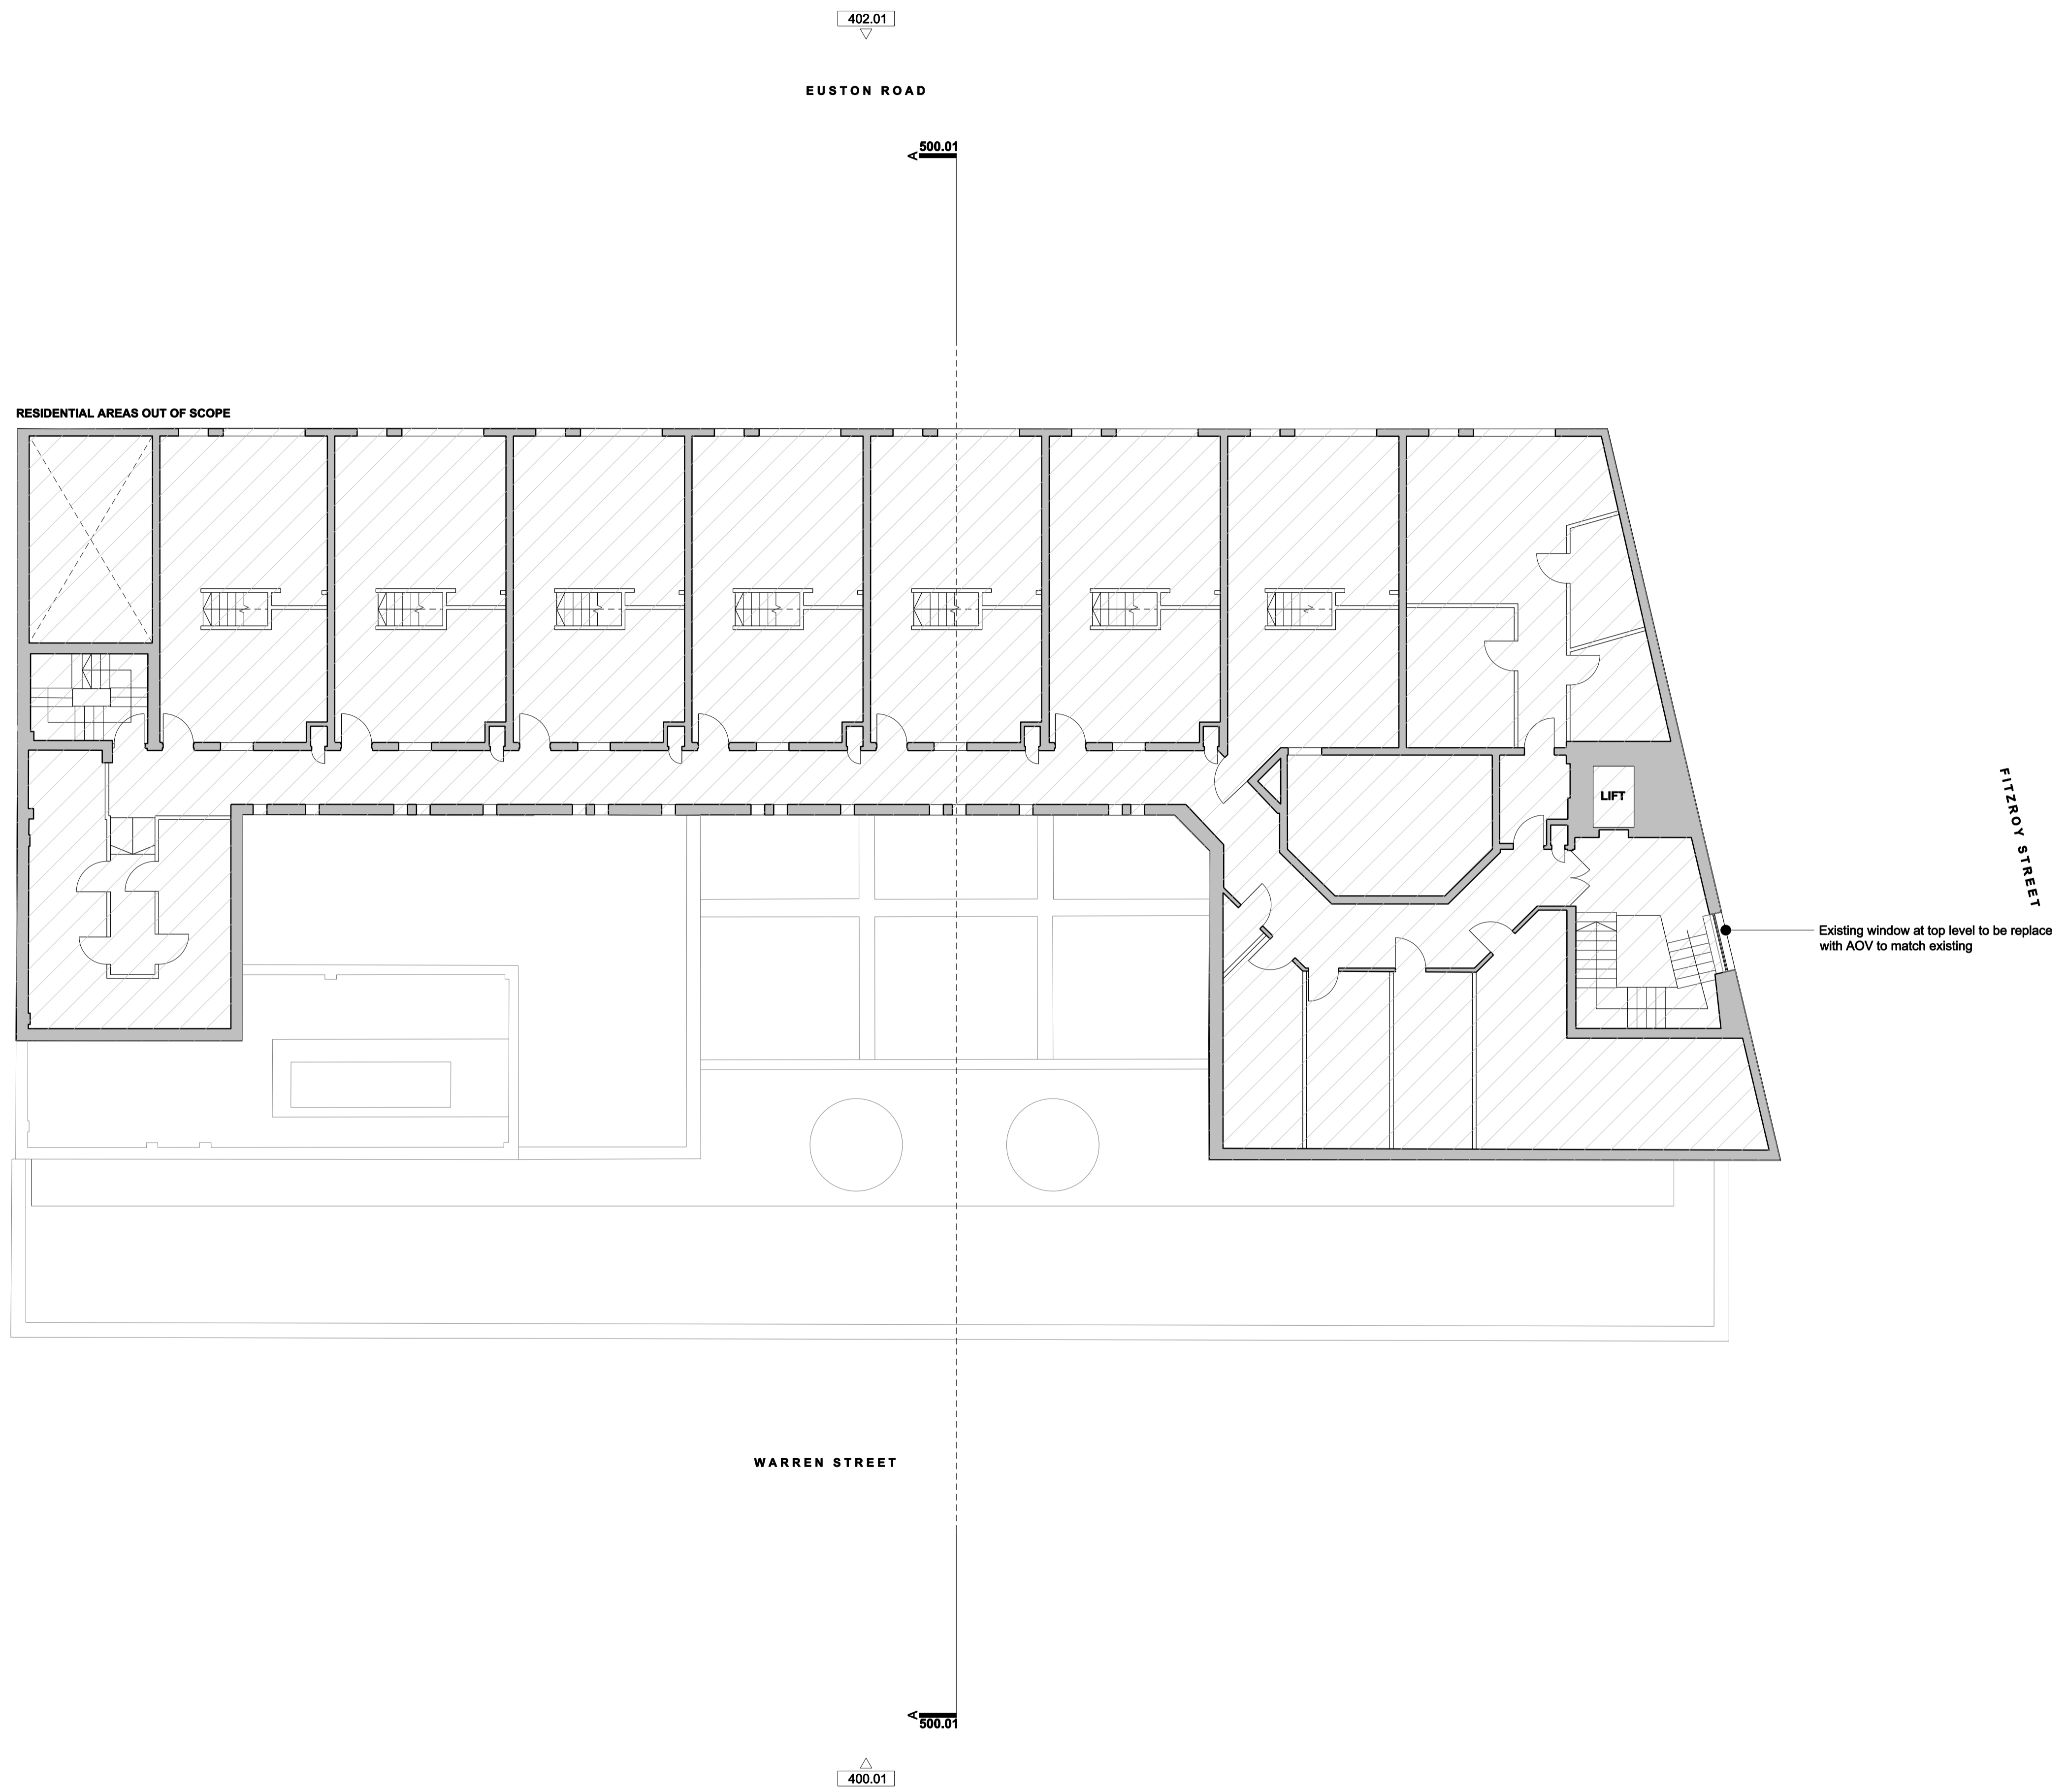 402.01
EUSTON ROAD
500.01
A
RESIDENTIAL AREAS OUT OF SCOPE
LIFT
FITZROY STREET
Existing window at top level to be replace
with AOV to match existing
WARREN STREET
A
500.01
400.01